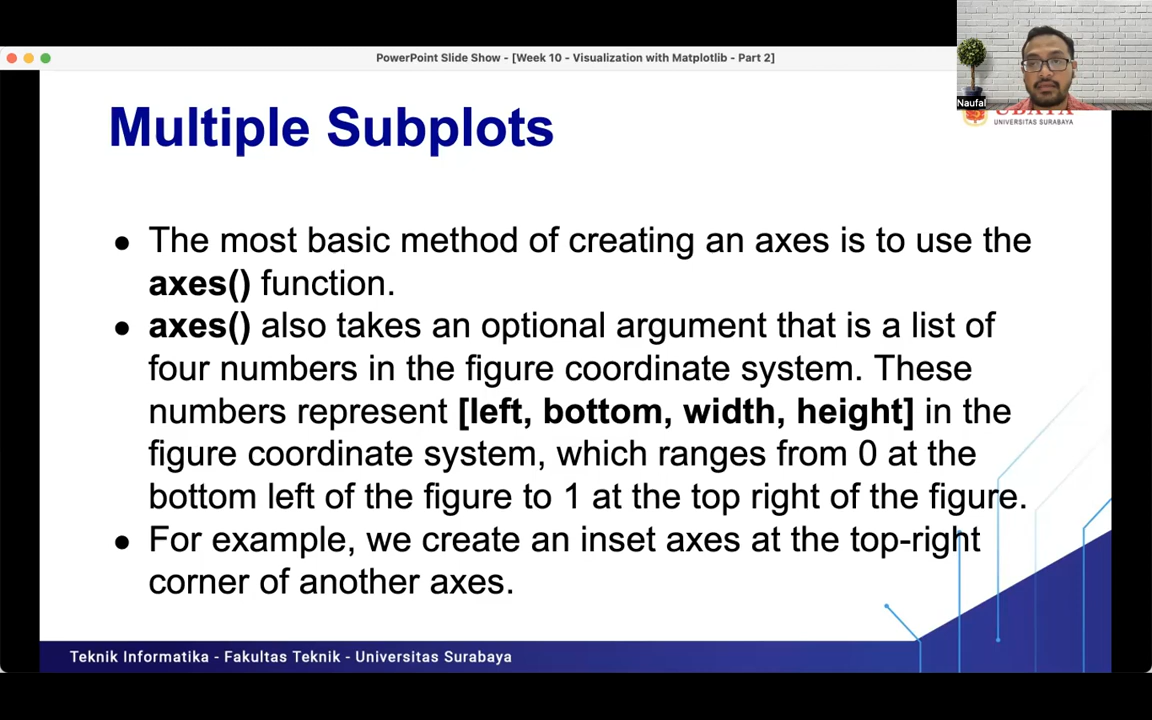 PowerPoint Slide Show - [Week 10 - Visualization with Matplotlib - Part 2]
Naufal
UNIVERSITAS SURABAYA
Multiple Subplots
● The most basic method of creating an axes is to use the
axes() function.
● axes() also takes an optional argument that is a list of
four numbers in the figure coordinate system. These
numbers represent [left, bottom, width, height] in the
figure coordinate system, which ranges from 0 at the
bottom left of the figure to 1 at the top right of the figure.
● For example, we create an inset axes at the top-right
corner of another axes.
Teknik Informatika - Fakultas Teknik - Universitas Surabaya